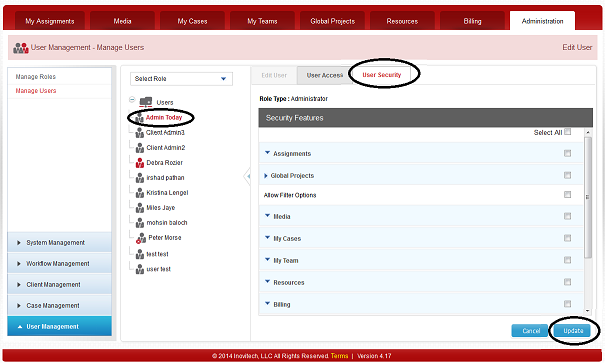 My Assignments Media My Cases My Teams Global Projects Resources Billing Administration
User Management - Manage Users Edit User
Manage Roles
Manage Users
System Management
Workflow Management
Client Management
Case Management
User Management
Select Role
Users
Admin Today
Client Admin3
Client Admin2
Debra Rozier
irshad pathan
Kristina Lengel
Miles Jaye
mohsin baloch
Peter Morse
test test
user test
Edit User User Access User Security
Role Type : Administrator
Security Features
Select All
Assignments
Global Projects
Allow Filter Options
Media
My Cases
My Team
Resources
Billing
Cancel Update
© 2014 Inovitech, LLC All Rights Reserved. Terms | Version 4.17